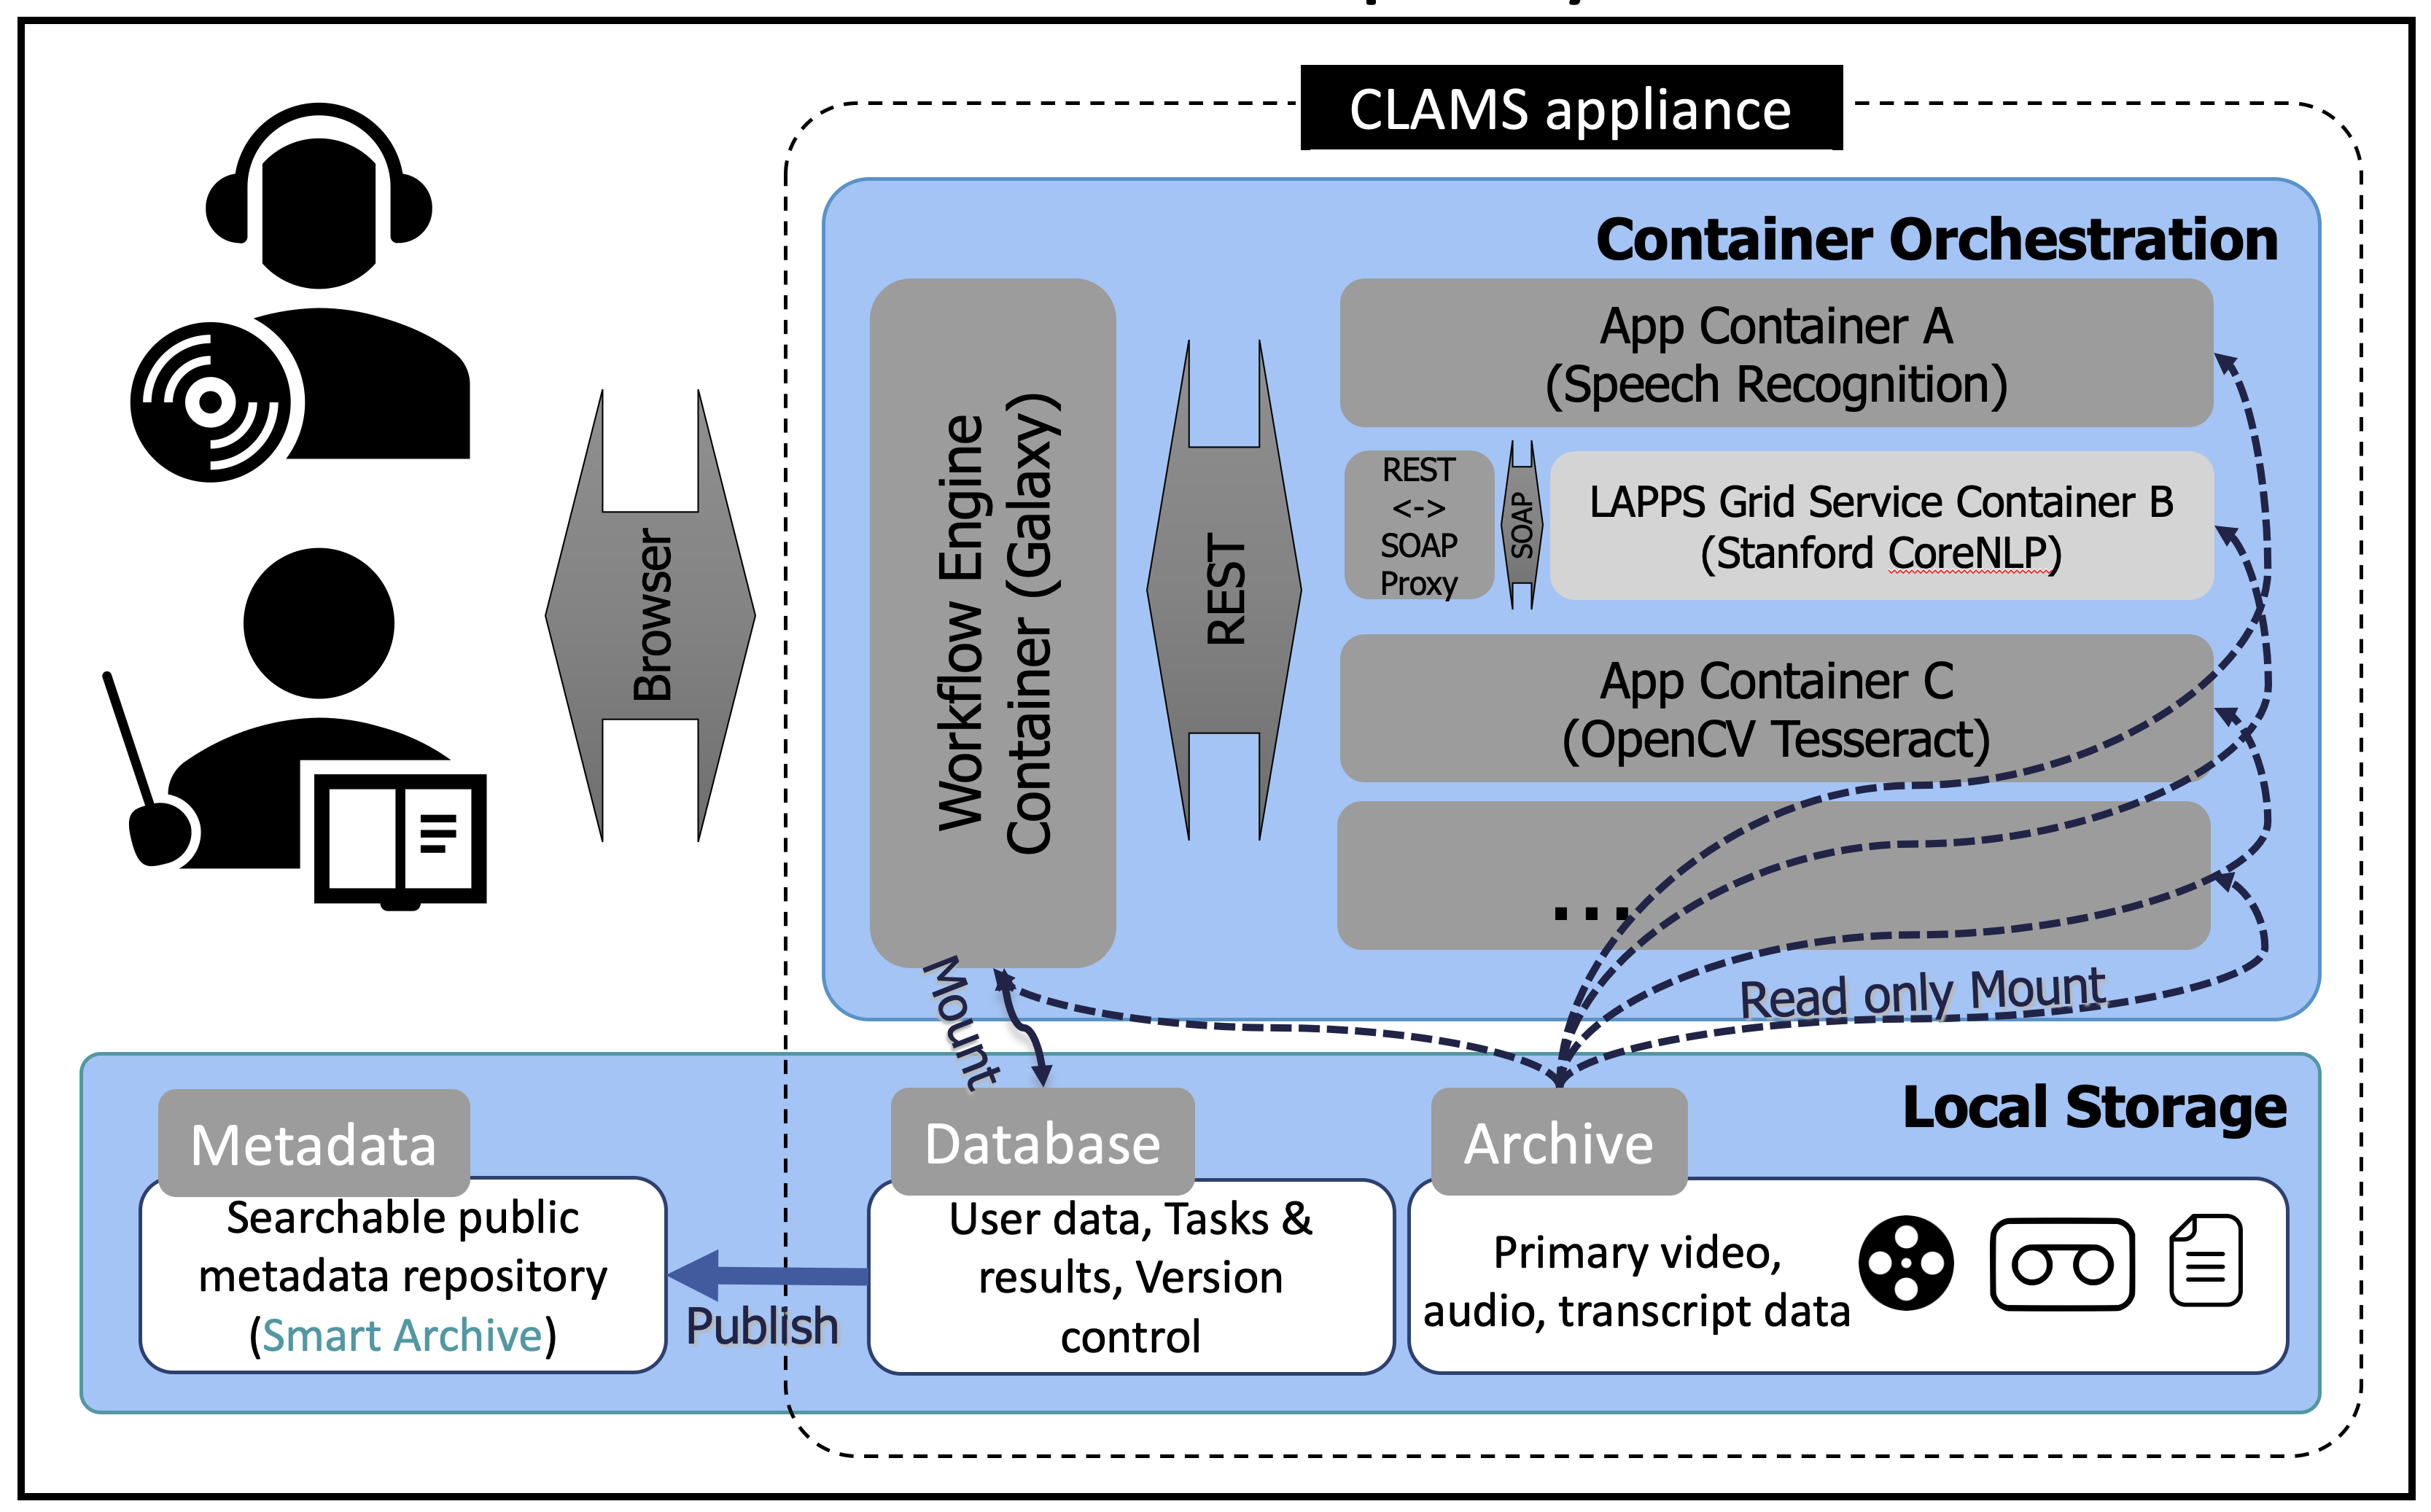 CLAMS appliance
Container Orchestration
Browser
Workflow Engine
Container (Galaxy)
REST
App Container A
(Speech Recognition)
REST
<->
SOAP
Proxy
SOAP
LAPPS Grid Service Container B
(Stanford CoreNLP)
App Container C
(OpenCV Tesseract)
...
Mount
Read only Mount
Local Storage
Metadata
Searchable public
metadata repository
(Smart Archive)
Publish
Database
User data, Tasks &
results, Version
control
Archive
Primary video,
audio, transcript data